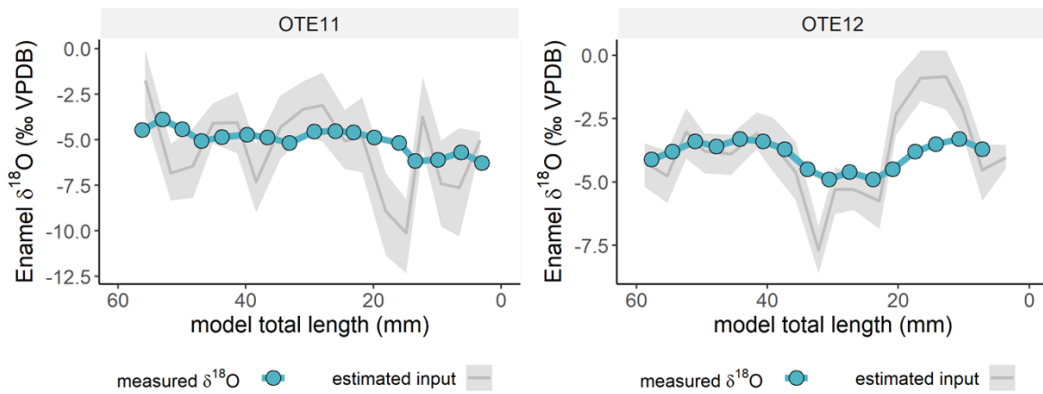 OTE11
Enamel δ¹⁸O (‰ VPDB)
0.0
-2.5
-5.0
-7.5
-10.0
-12.5
60
40
20
0
model total length (mm)
measured δ¹⁸O
estimated input
OTE12
Enamel δ¹⁸O (‰ VPDB)
0.0
-2.5
-5.0
-7.5
60
40
20
0
model total length (mm)
measured δ¹⁸O
estimated input